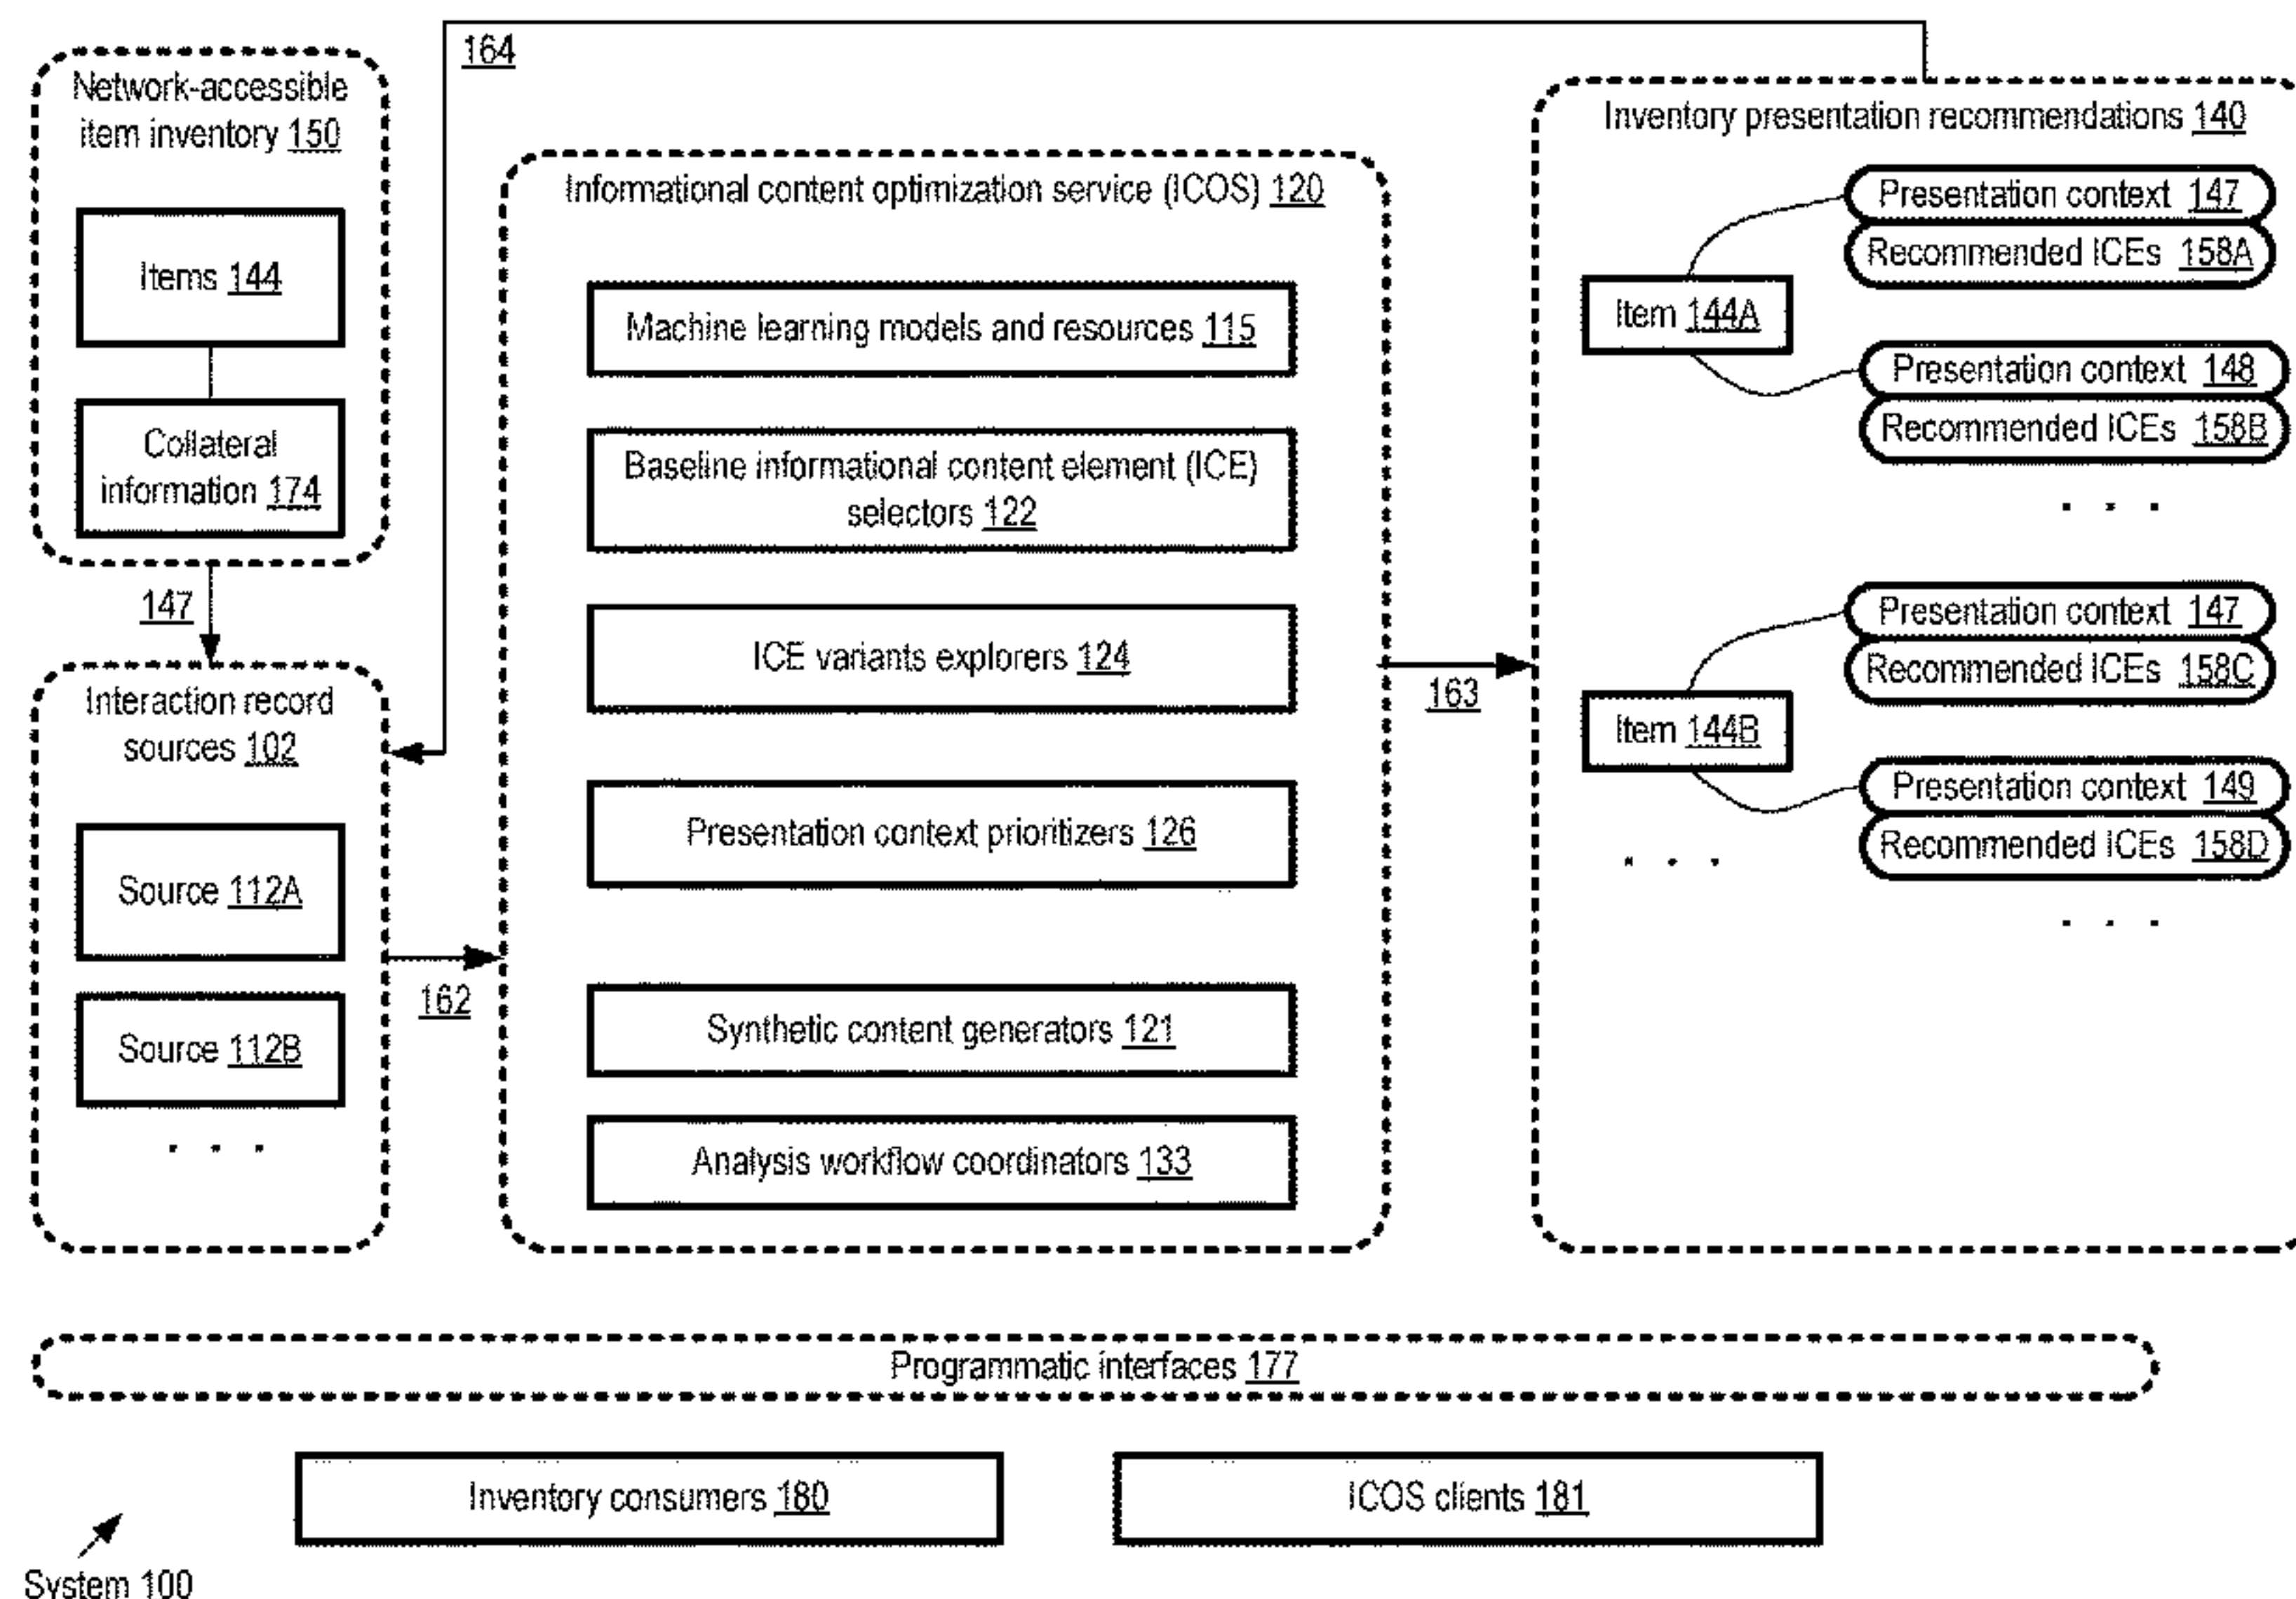 164
Network-accessible
item inventory 150
Items 144
Collateral
information 174
147
Interaction record
sources 102
Source 112A
Source 112B
. . .
162
Informational content optimization service (ICOS) 120
Machine learning models and resources 115
Baseline informational content element (ICE)
selectors 122
ICE variants explorers 124
Presentation context prioritizers 126
Synthetic content generators 121
Analysis workflow coordinators 133
163
Inventory presentation recommendations 140
Presentation context 147
Recommended ICEs 158A
Item 144A
Presentation context 148
Recommended ICEs 158B
. . .
Presentation context 147
Recommended ICEs 158C
Item 144B
Presentation context 149
Recommended ICEs 158D
. . .
. . .
Programmatic interfaces 177
Inventory consumers 180
ICOS clients 181
System 100